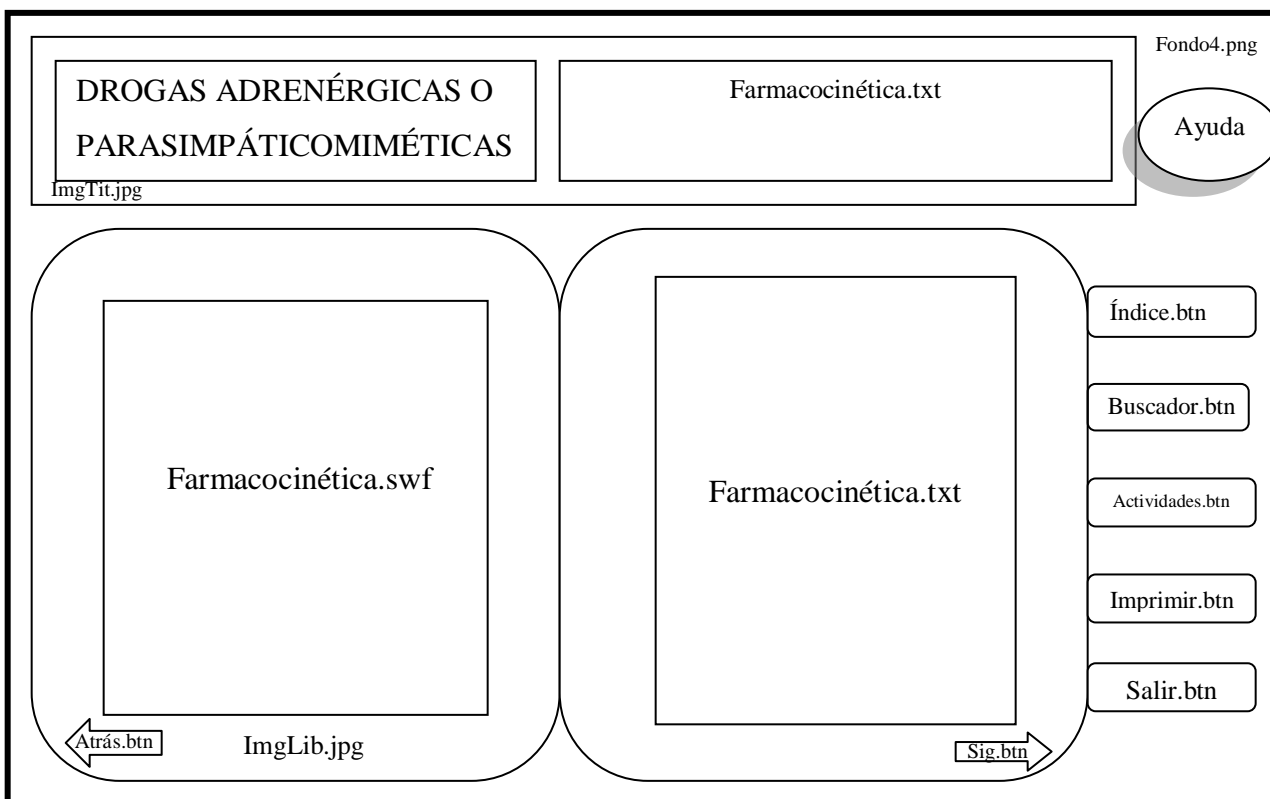 Fondo4.png
DROGAS ADRENÉRGICAS O
PARASIMPÁTICOMIMÉTICAS
Farmacocinética.txt
Ayuda
ImgTit.jpg
Farmacocinética.swf
Farmacocinética.txt
Índice.btn
Buscador.btn
Actividades.btn
Imprimir.btn
Salir.btn
Atrás.btn
ImgLib.jpg
Sig.btn